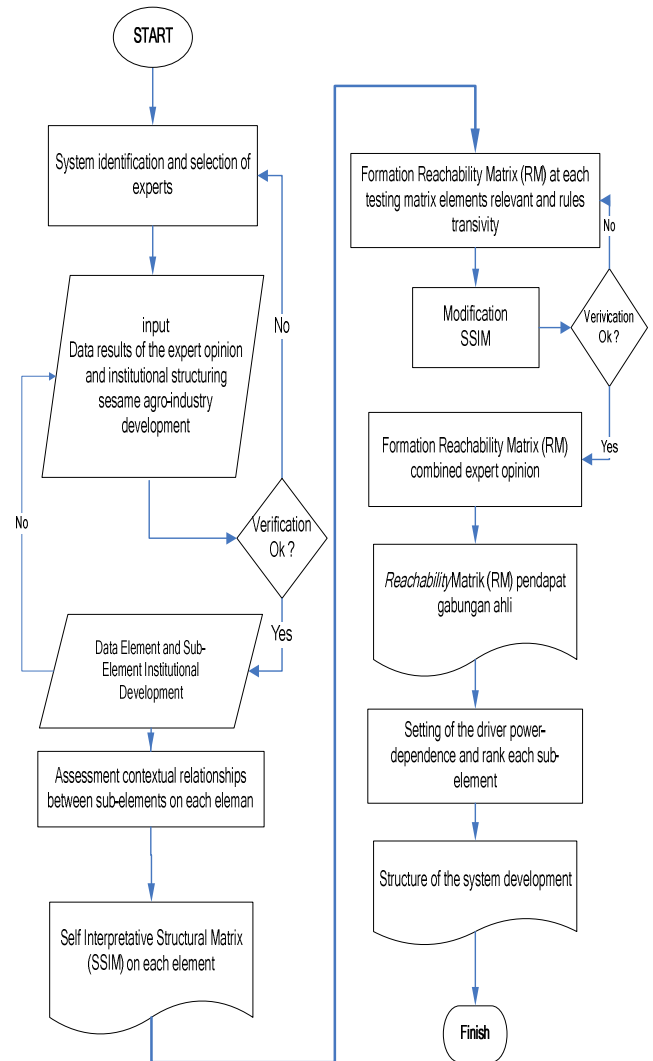 START
System identification and selection of
experts
input
Data results of the expert opinion
and institutional structuring
sesame agro-industry
development
No
No
Verification
Ok ?
Yes
Data Element and Sub-
Element Institutional
Development
Assessment contextual relationships
between sub-elements on each eleman
Self Interpretative Structural Matrix
(SSIM) on each element
Formation Reachability Matrix (RM) at each
testing matrix elements relevant and rules
transivity
No
Modification
SSIM
Verivication
Ok ?
Yes
Formation Reachability Matrix (RM)
combined expert opinion
Reachability Matrik (RM) pendapat
gabungan ahli
Setting of the driver power-
dependence and rank each sub-
element
Structure of the system development
Finish